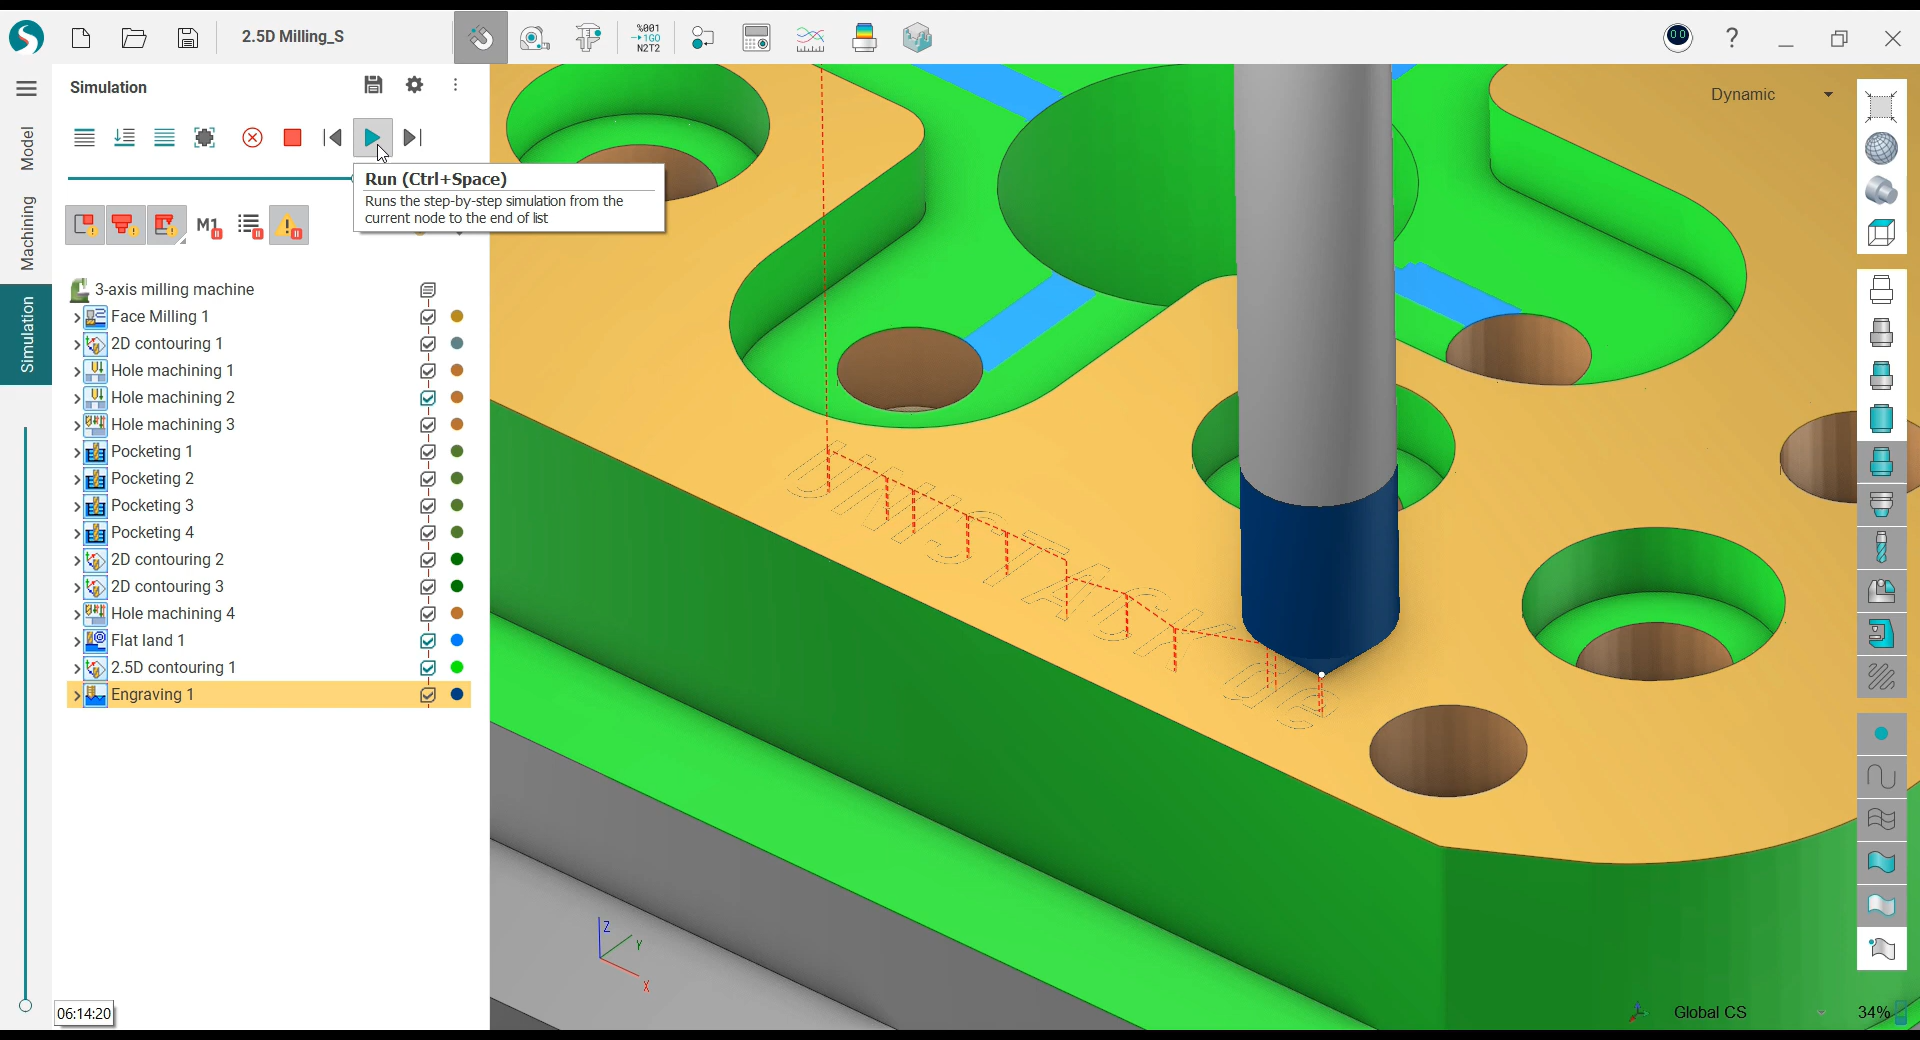 2.5D Milling_S
%001
1G0
N2T2
?
Simulation
Model
Machining
Simulation
Run (Ctrl+Space)
Runs the step-by-step simulation from the
current node to the end of list
M1
3-axis milling machine
Face Milling 1
2D contouring 1
Hole machining 1
Hole machining 2
Hole machining 3
Pocketing 1
Pocketing 2
Pocketing 3
Pocketing 4
2D contouring 2
2D contouring 3
Hole machining 4
Flat land 1
2.5D contouring 1
Engraving 1
06:14:20
Dynamic
Z
Y
X
Global CS
34%